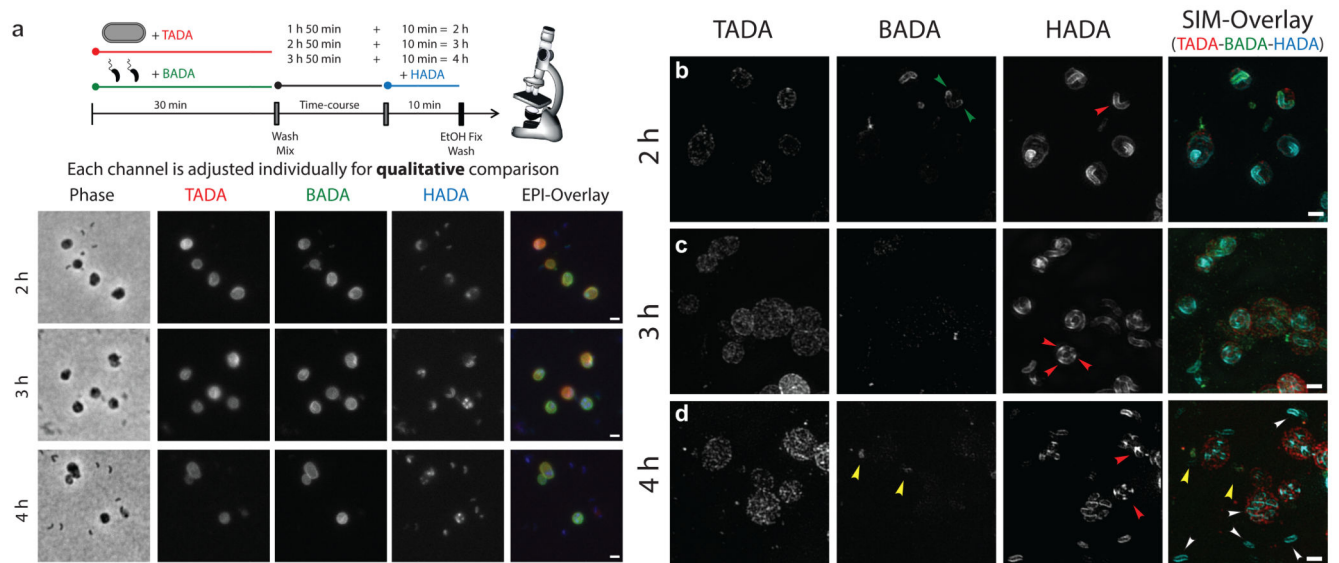 a
+ TADA
+ BADA
1 h 50 min + 10 min = 2 h
2 h 50 min + 10 min = 3 h
3 h 50 min + 10 min = 4 h
+ HADA
30 min
Time-course
10 min
Wash
Mix
EtOH Fix
Wash
Each channel is adjusted individually for qualitative comparison
Phase TADA BADA HADA EPI-Overlay
2 h
3 h
4 h
TADA BADA HADA SIM-Overlay
(TADA-BADA-HADA)
b
2 h
c
3 h
d
4 h